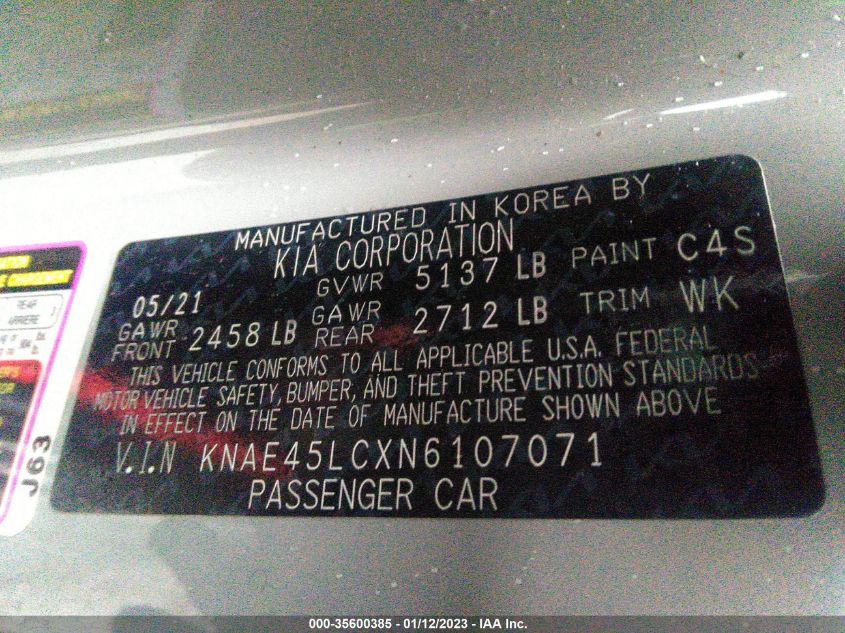 MANUFACTURED IN KOREA BY
KIA CORPORATION
05/21 GVWR 5137 LB PAINT C4S
GAWR FRONT 2458 LB GAWR REAR 2712 LB TRIM WK
THIS VEHICLE CONFORMS TO ALL APPLICABLE U.S.A. FEDERAL
MOTOR VEHICLE SAFETY, BUMPER, AND THEFT PREVENTION STANDARDS
IN EFFECT ON THE DATE OF MANUFACTURE SHOWN ABOVE
V.I.N KNAE45LCXN6107071
PASSENGER CAR
REAR
ARRIERE
J63
000-35600385 - 01/12/2023 - IAA Inc.